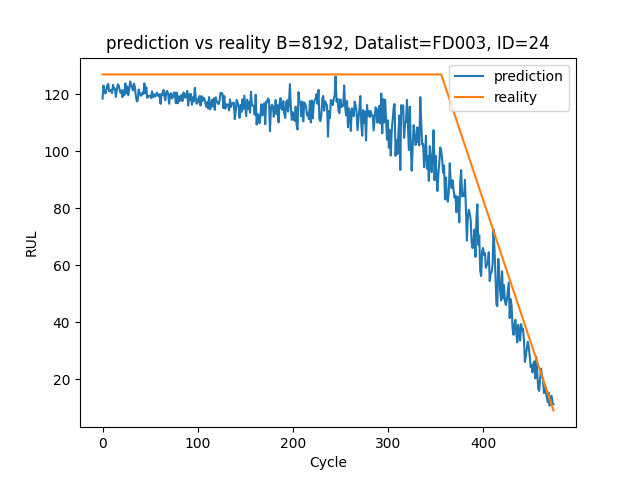 prediction vs reality B=8192, Datalist=FD003, ID=24
prediction
reality
RUL
120
100
80
60
40
20
0 100 200 300 400
Cycle